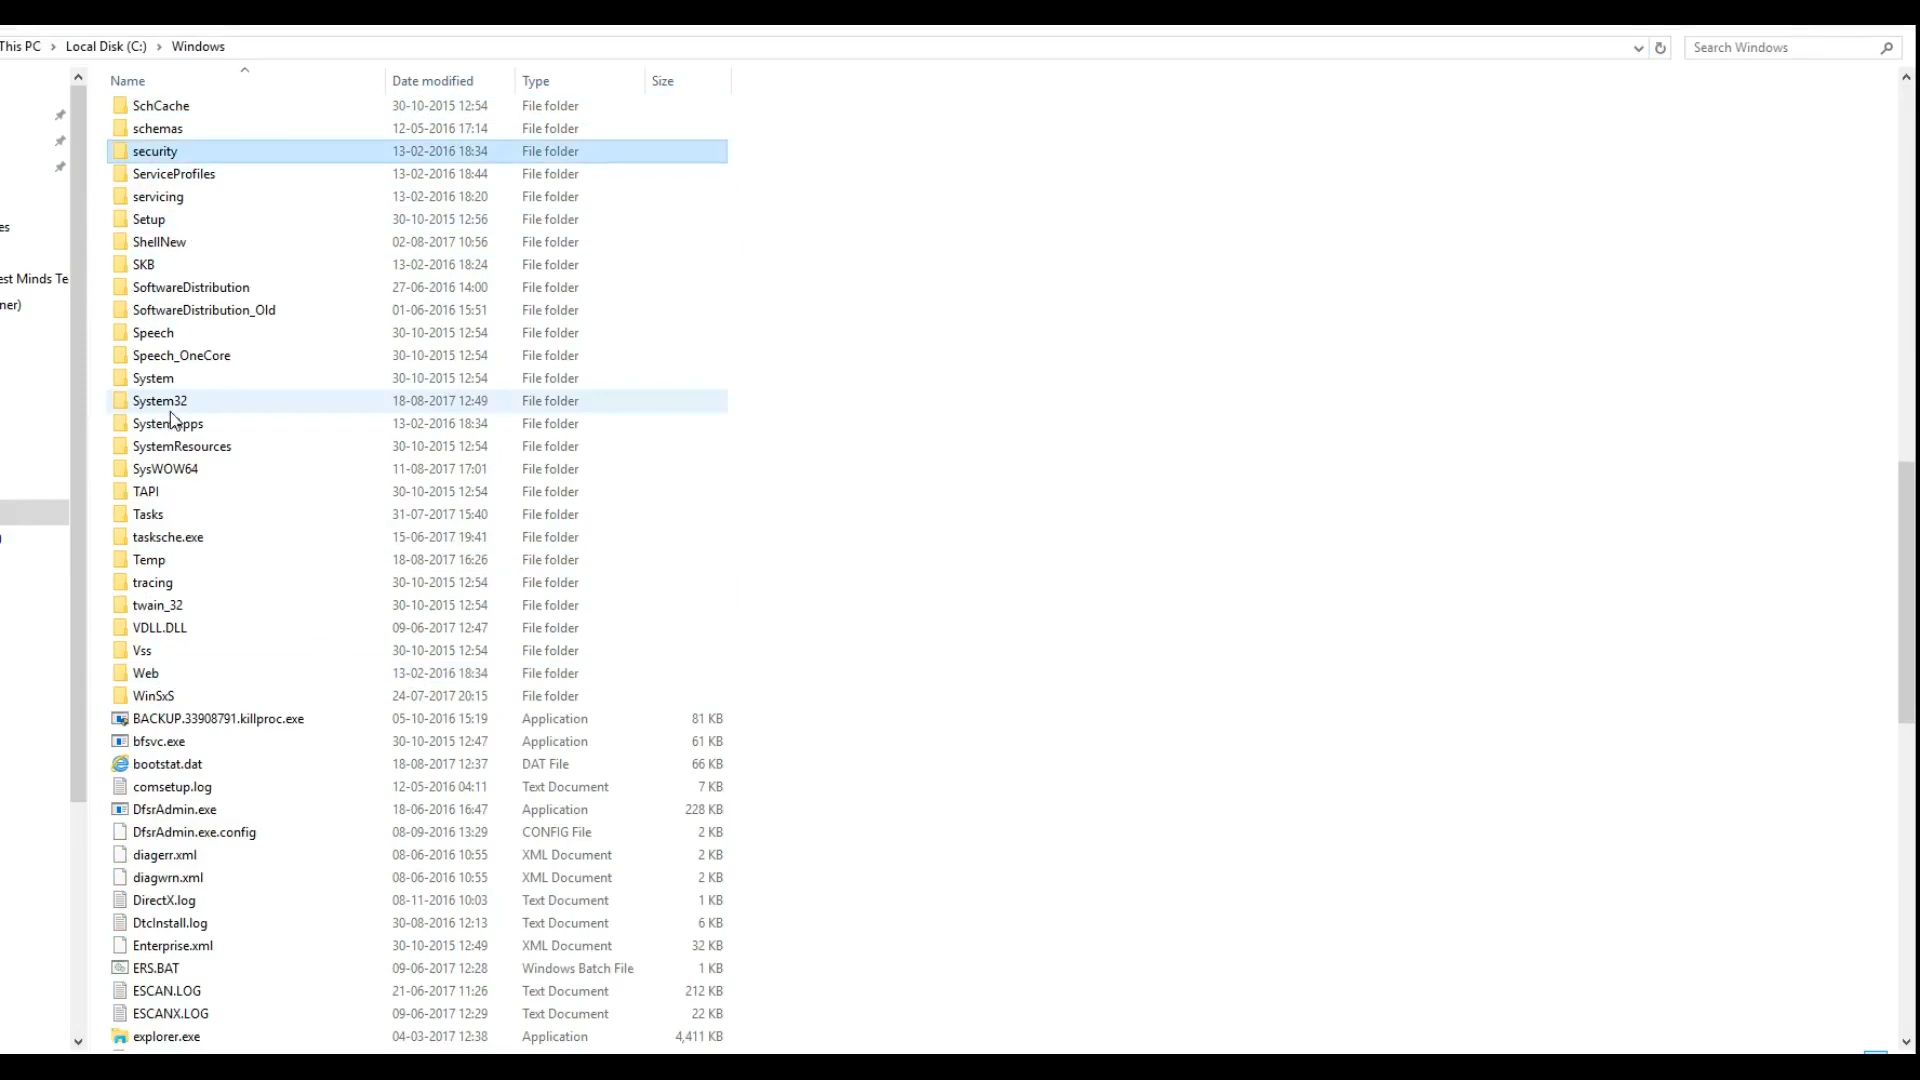 This PC > Local Disk (C:) > Windows
Search Windows
Name Date modified Type Size
SchCache 30-10-2015 12:54 File folder
schemas 12-05-2016 17:14 File folder
security 13-02-2016 18:34 File folder
ServiceProfiles 13-02-2016 18:44 File folder
servicing 13-02-2016 18:20 File folder
Setup 30-10-2015 12:56 File folder
es
ShellNew 02-08-2017 10:56 File folder
SKB 13-02-2016 18:24 File folder
est Minds Te
SoftwareDistribution 27-06-2016 14:00 File folder
ner)
SoftwareDistribution_Old 01-06-2016 15:51 File folder
Speech 30-10-2015 12:54 File folder
Speech_OneCore 30-10-2015 12:54 File folder
System 30-10-2015 12:54 File folder
System32 18-08-2017 12:49 File folder
SystemApps 13-02-2016 18:34 File folder
SystemResources 30-10-2015 12:54 File folder
SysWOW64 11-08-2017 17:01 File folder
TAPI 30-10-2015 12:54 File folder
Tasks 31-07-2017 15:40 File folder
)
tasksche.exe 15-06-2017 19:41 File folder
Temp 18-08-2017 16:26 File folder
tracing 30-10-2015 12:54 File folder
twain_32 30-10-2015 12:54 File folder
VDLL.DLL 09-06-2017 12:47 File folder
Vss 30-10-2015 12:54 File folder
Web 13-02-2016 18:34 File folder
WinSxS 24-07-2017 20:15 File folder
BACKUP.33908791.killproc.exe 05-10-2016 15:19 Application 81 KB
bfsvc.exe 30-10-2015 12:47 Application 61 KB
bootstat.dat 18-08-2017 12:37 DAT File 66 KB
comsetup.log 12-05-2016 04:11 Text Document 7 KB
DfsrAdmin.exe 18-06-2016 16:47 Application 228 KB
DfsrAdmin.exe.config 08-09-2016 13:29 CONFIG File 2 KB
diagerr.xml 08-06-2016 10:55 XML Document 2 KB
diagwrn.xml 08-06-2016 10:55 XML Document 2 KB
DirectX.log 08-11-2016 10:03 Text Document 1 KB
DtcInstall.log 30-08-2016 12:13 Text Document 6 KB
Enterprise.xml 30-10-2015 12:49 XML Document 32 KB
ERS.BAT 09-06-2017 12:28 Windows Batch File 1 KB
ESCAN.LOG 21-06-2017 11:26 Text Document 212 KB
ESCANX.LOG 09-06-2017 12:29 Text Document 22 KB
explorer.exe 04-03-2017 12:38 Application 4,411 KB